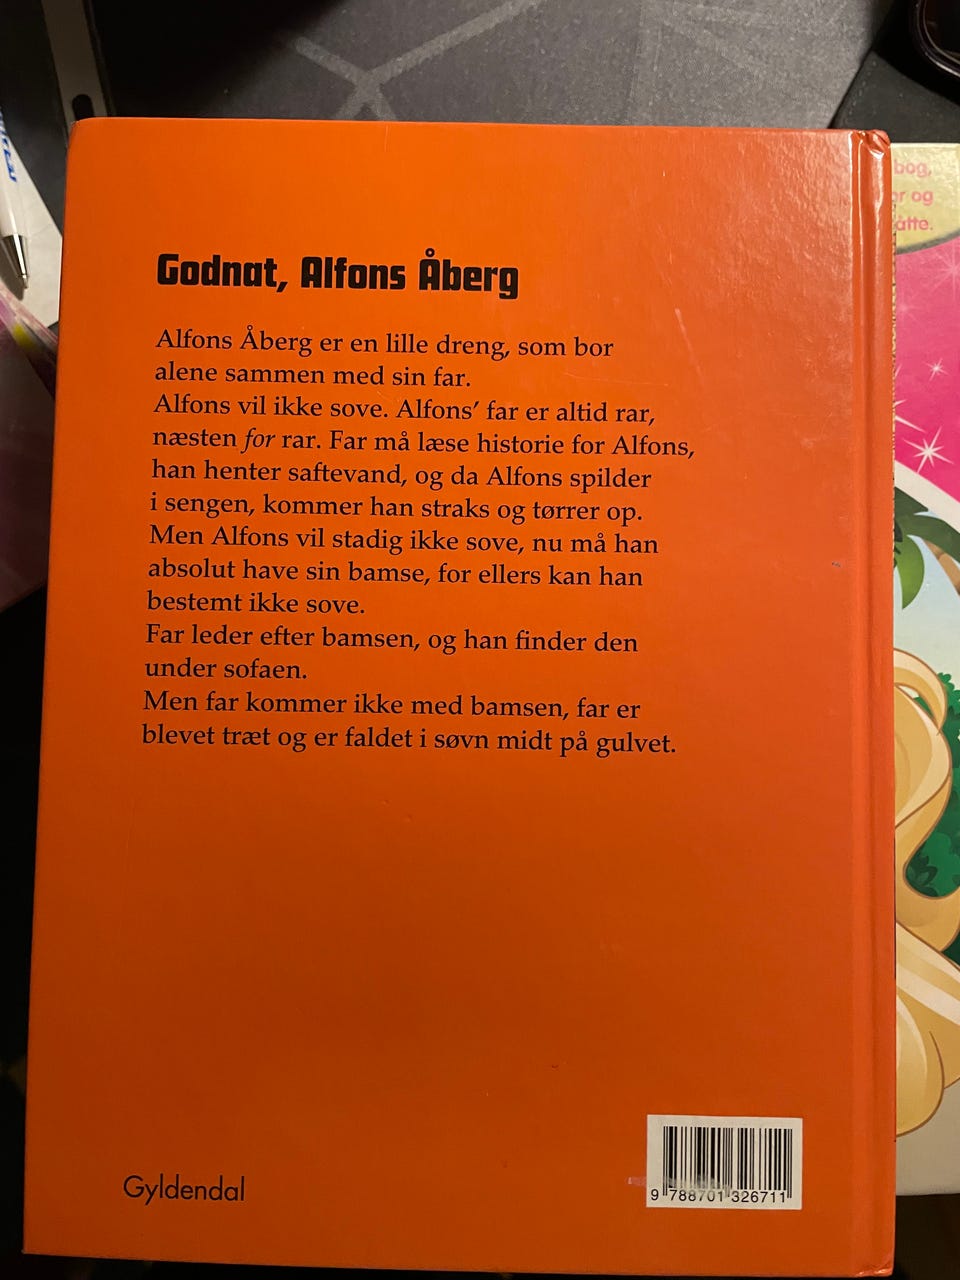 Godnat, Alfons Åberg
Alfons Åberg er en lille dreng, som bor
alene sammen med sin far.
Alfons vil ikke sove. Alfons' far er altid rar,
næsten for rar. Far må læse historie for Alfons,
han henter saftevand, og da Alfons spilder
i sengen, kommer han straks og tørrer op.
Men Alfons vil stadig ikke sove, nu må han
absolut have sin bamse, for ellers kan han
bestemt ikke sove.
Far leder efter bamsen, og han finder den
under sofaen.
Men far kommer ikke med bamsen, far er
blevet træt og er faldet i søvn midt på gulvet.
Gyldendal
9 788701 326711
bog,
og